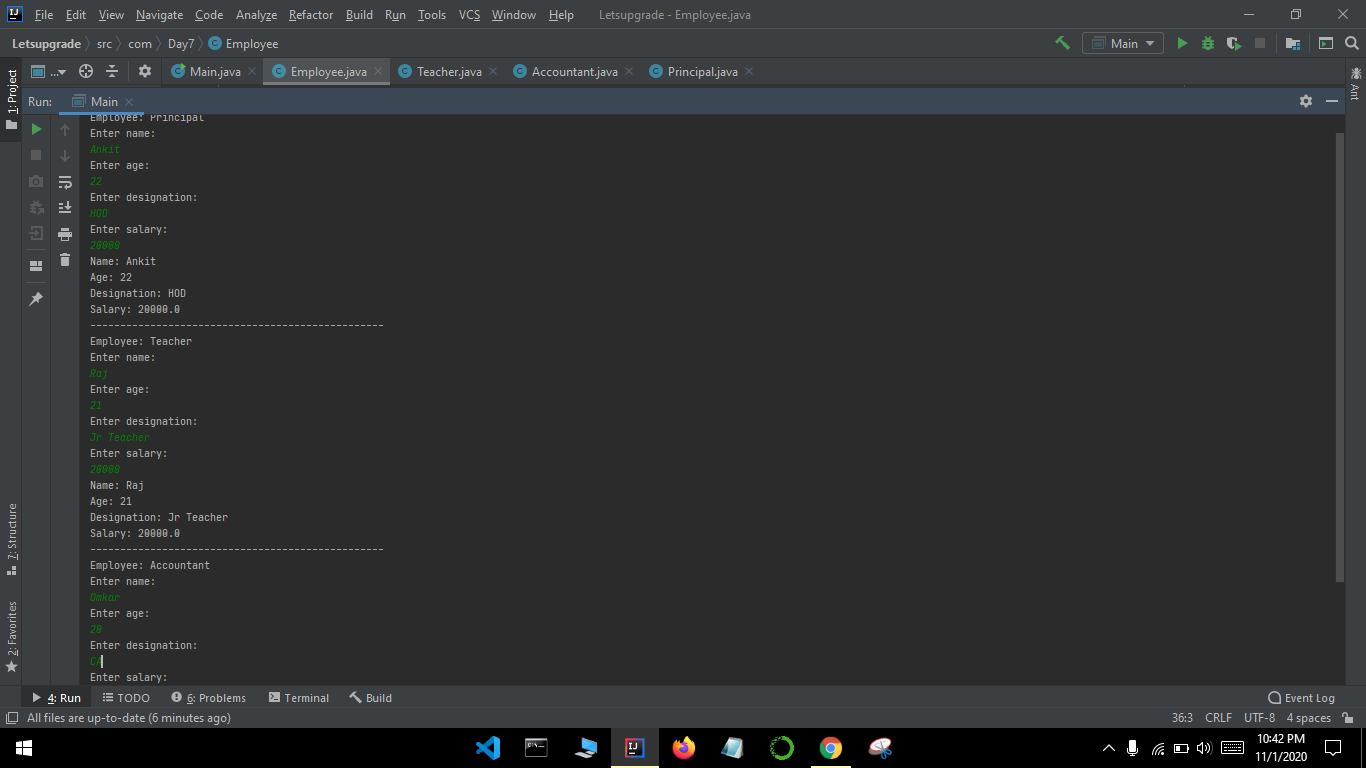 File Edit View Navigate Code Analyze Refactor Build Run Tools VCS Window Help Letsupgrade - Employee.java
Letsupgrade src com Day7 Employee Main
1: Project
... Main.java Employee.java Teacher.java Accountant.java Principal.java
Ant
Run: Main
Employee: Principal
Enter name:
Ankit
Enter age:
22
Enter designation:
HOD
Enter salary:
20000
Name: Ankit
Age: 22
Designation: HOD
Salary: 20000.0
-------------------------------------------------
Employee: Teacher
Enter name:
Raj
Enter age:
21
Enter designation:
Jr Teacher
Enter salary:
20000
Name: Raj
Age: 21
Designation: Jr Teacher
Salary: 20000.0
-------------------------------------------------
Employee: Accountant
Enter name:
Omkar
Enter age:
20
Enter designation:
CA
Enter salary:
7: Structure
2: Favorites
4: Run TODO 6: Problems Terminal Build Event Log
All files are up-to-date (6 minutes ago) 36:3 CRLF UTF-8 4 spaces
10:42 PM
11/1/2020